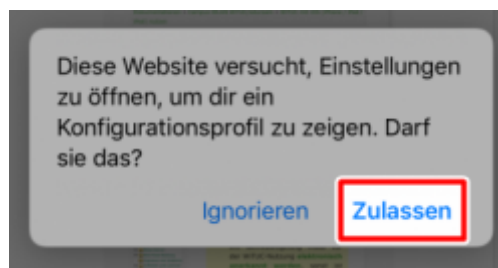 Diese Website versucht, Einstellungen
zu öffnen, um dir ein
Konfigurationsprofil zu zeigen. Darf
sie das?
Ignorieren Zulassen